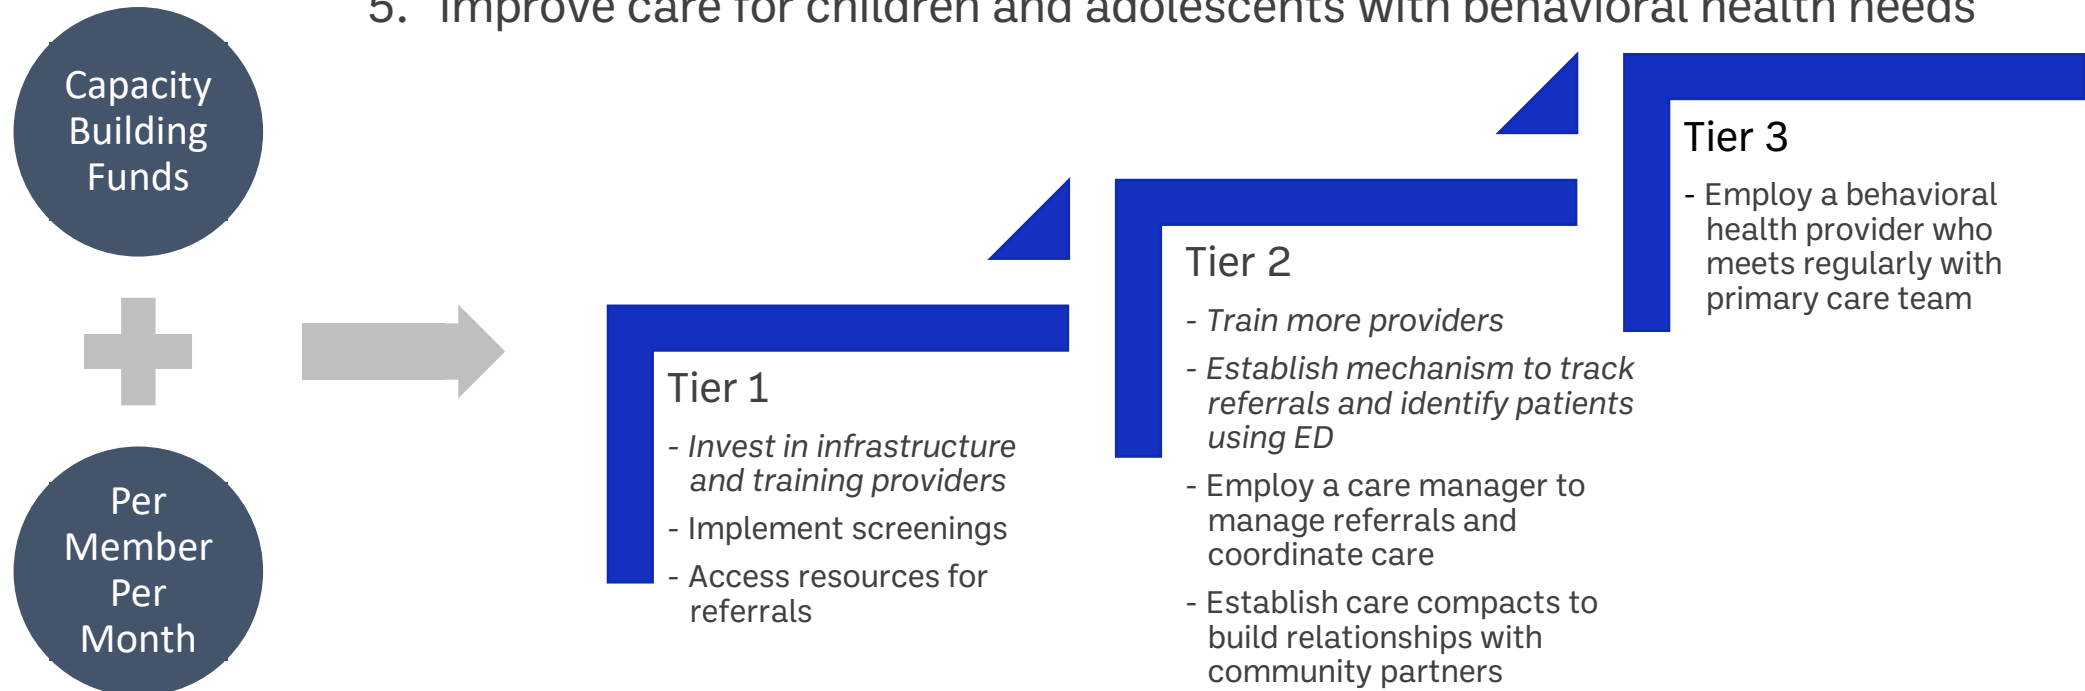 5. Improve care for children and adolescents with behavioral health needs
Capacity
Building
Funds
Per
Member
Per
Month
Tier 1
- Invest in infrastructure
and training providers
- Implement screenings
- Access resources for
referrals
Tier 2
- Train more providers
- Establish mechanism to track
referrals and identify patients
using ED
- Employ a care manager to
manage referrals and
coordinate care
- Establish care compacts to
build relationships with
community partners
Tier 3
- Employ a behavioral
health provider who
meets regularly with
primary care team